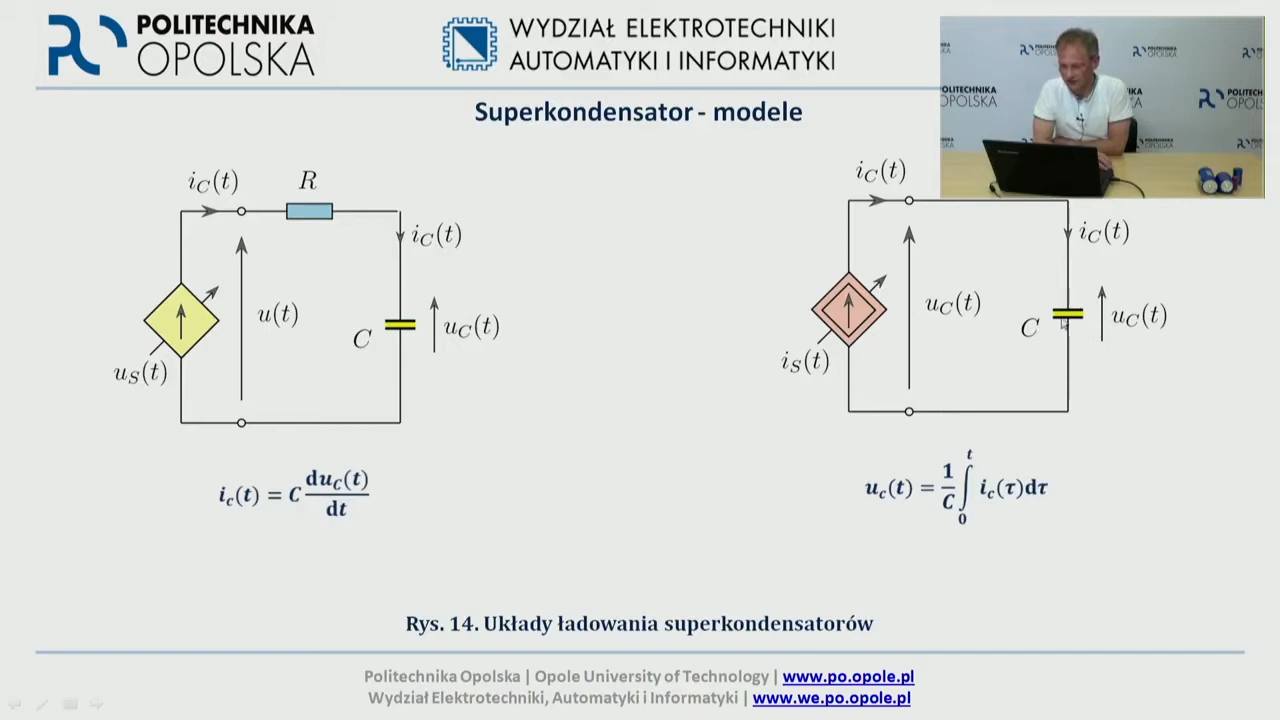 POLITECHNIKA
OPOLSKA
WYDZIAŁ ELEKTROTECHNIKI
AUTOMATYKI I INFORMATYKI
Superkondensator - modele
i_C(t)
R
i_C(t)
u(t)
C
u_C(t)
u_S(t)
i_c(t) = C du_C(t)/dt
i_C(t)
i_C(t)
u_C(t)
C
u_C(t)
i_S(t)
u_c(t) = 1/C ∫_0^t i_c(τ)dτ
Rys. 14. Układy ładowania superkondensatorów
Politechnika Opolska | Opole University of Technology | www.po.opole.pl
Wydział Elektrotechniki, Automatyki i Informatyki | www.we.po.opole.pl